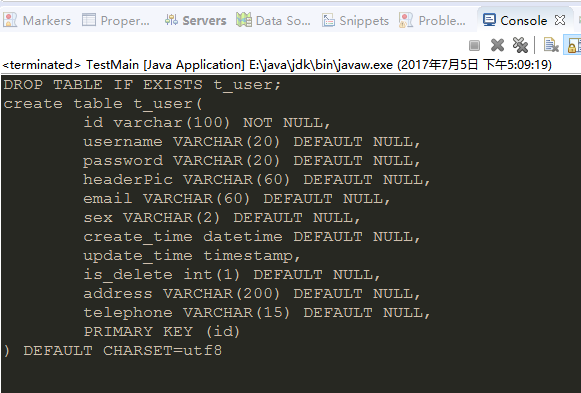 Markers Proper... Servers Data So... Snippets Proble... Console
<terminated> TestMain [Java Application] E:\java\jdk\bin\javaw.exe (2017年7月5日 下午5:09:19)
DROP TABLE IF EXISTS t_user;
create table t_user(
id varchar(100) NOT NULL,
username VARCHAR(20) DEFAULT NULL,
password VARCHAR(20) DEFAULT NULL,
headerPic VARCHAR(60) DEFAULT NULL,
email VARCHAR(60) DEFAULT NULL,
sex VARCHAR(2) DEFAULT NULL,
create_time datetime DEFAULT NULL,
update_time timestamp,
is_delete int(1) DEFAULT NULL,
address VARCHAR(200) DEFAULT NULL,
telephone VARCHAR(15) DEFAULT NULL,
PRIMARY KEY (id)
) DEFAULT CHARSET=utf8